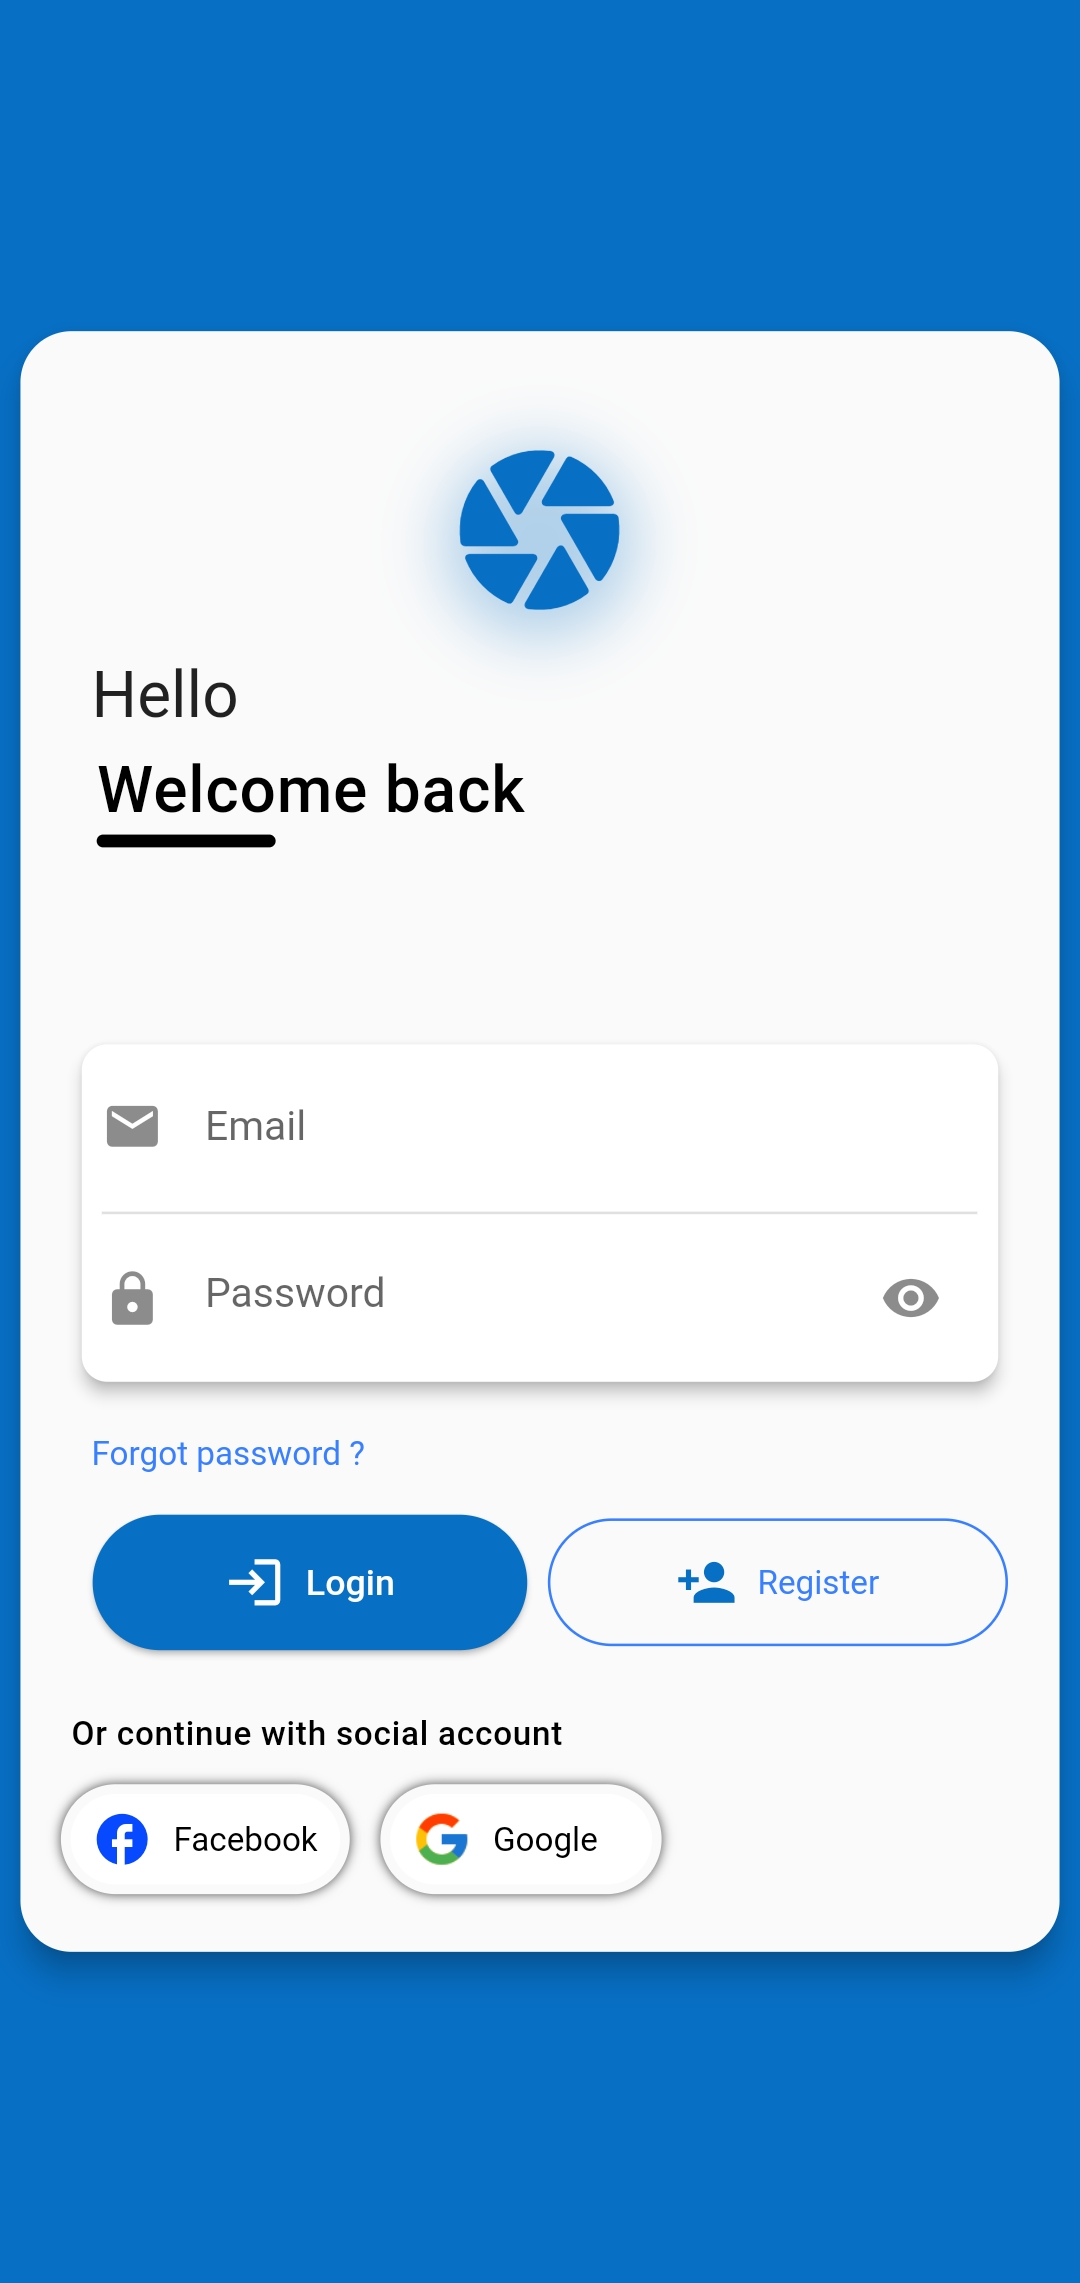 Hello
Welcome back
Email
Password
Forgot password ?
Login
Register
Or continue with social account
Facebook
Google